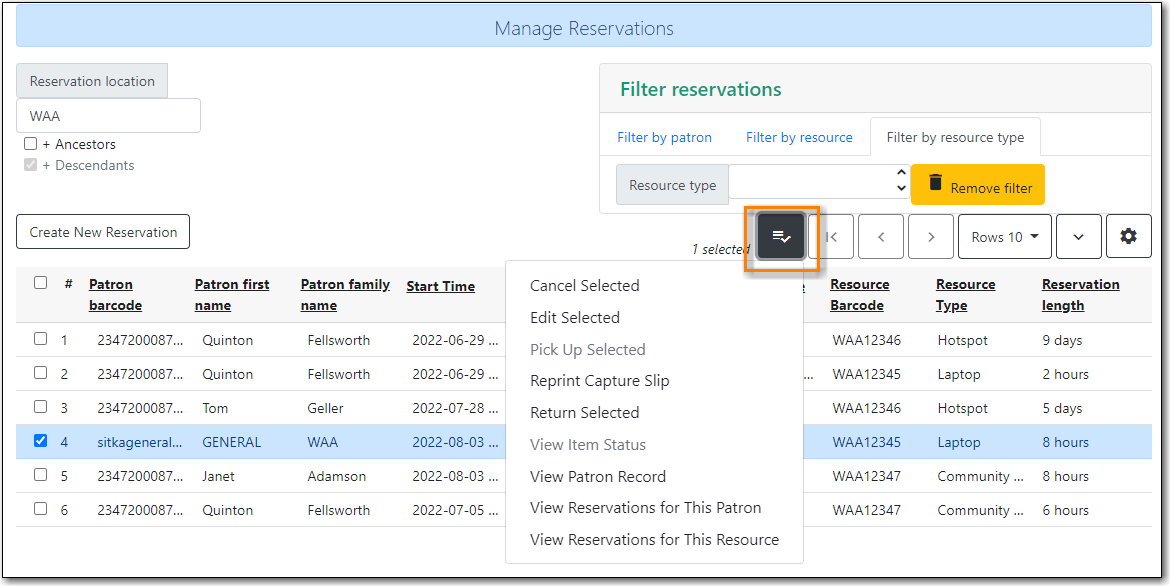 Manage Reservations
Reservation location
WAA
+ Ancestors
+ Descendants
Filter reservations
Filter by patron Filter by resource Filter by resource type
Resource type Remove filter
Create New Reservation
1 selected Rows 10
# Patron barcode Patron first name Patron family name Start Time Resource Barcode Resource Type Reservation length
1 2347200087... Quinton Fellsworth 2022-06-29 ... WAA12346 Hotspot 9 days
2 2347200087... Quinton Fellsworth 2022-06-29 ... ... WAA12345 Laptop 2 hours
3 2347200087... Tom Geller 2022-07-28 ... WAA12346 Hotspot 5 days
4 sitkageneral... GENERAL WAA 2022-08-03 ... WAA12345 Laptop 8 hours
5 2347200087... Janet Adamson 2022-08-03 ... WAA12347 Community ... 8 hours
6 2347200087... Quinton Fellsworth 2022-07-05 ... WAA12347 Community ... 6 hours
Cancel Selected
Edit Selected
Pick Up Selected
Reprint Capture Slip
Return Selected
View Item Status
View Patron Record
View Reservations for This Patron
View Reservations for This Resource